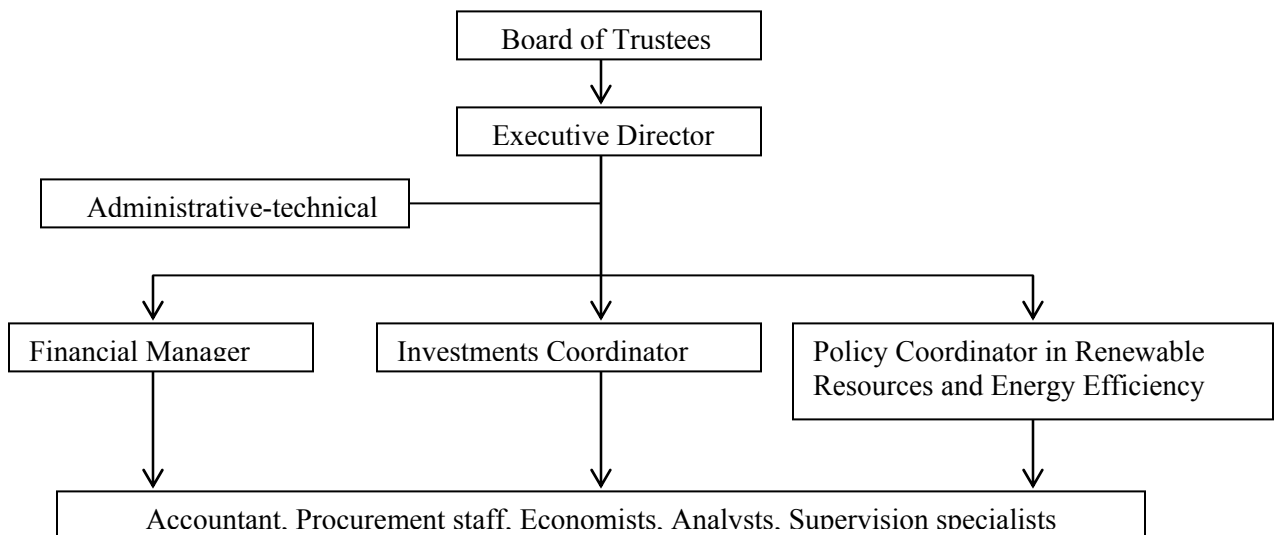 Board of Trustees
Executive Director
Administrative-technical
Financial Manager
Investments Coordinator
Policy Coordinator in Renewable
Resources and Energy Efficiency
Accountant, Procurement staff, Economists, Analysts, Supervision specialists